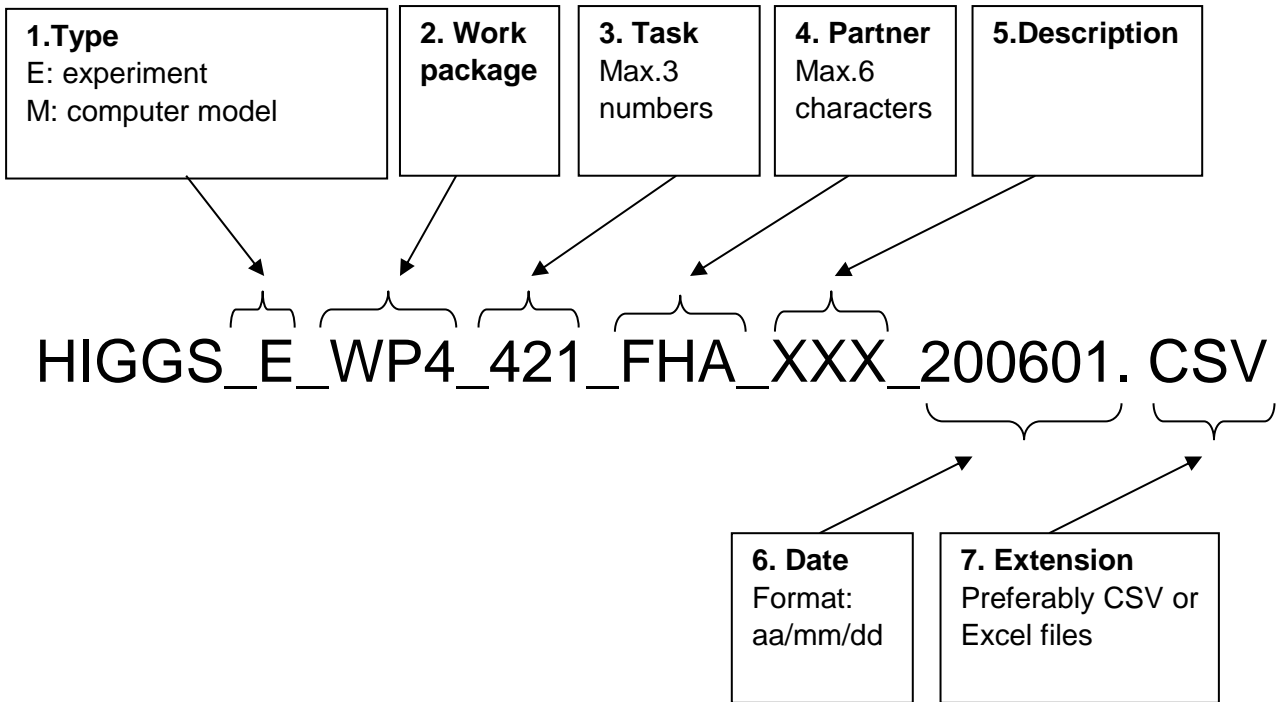 1.Type
E: experiment
M: computer model
2. Work
package
3. Task
Max.3
numbers
4. Partner
Max.6
characters
5.Description
HIGGS_E_WP4_421_FHA_XXX_200601. CSV
6. Date
Format:
aa/mm/dd
7. Extension
Preferably CSV or
Excel files